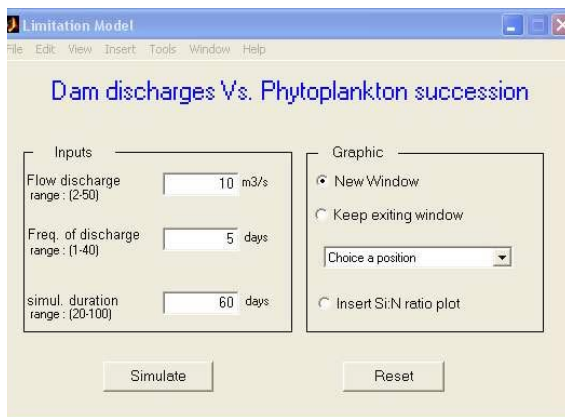 Limitation Model
File Edit View Insert Tools Window Help
Dam discharges Vs. Phytoplankton succession
Inputs
Flow discharge 10 m3/s
range : (2-50)
Freq. of discharge 5 days
range : (1-40)
simul. duration 60 days
range : (20-100)
Graphic
New Window
Keep exiting window
Choice a position
Insert Si:N ratio plot
Simulate
Reset